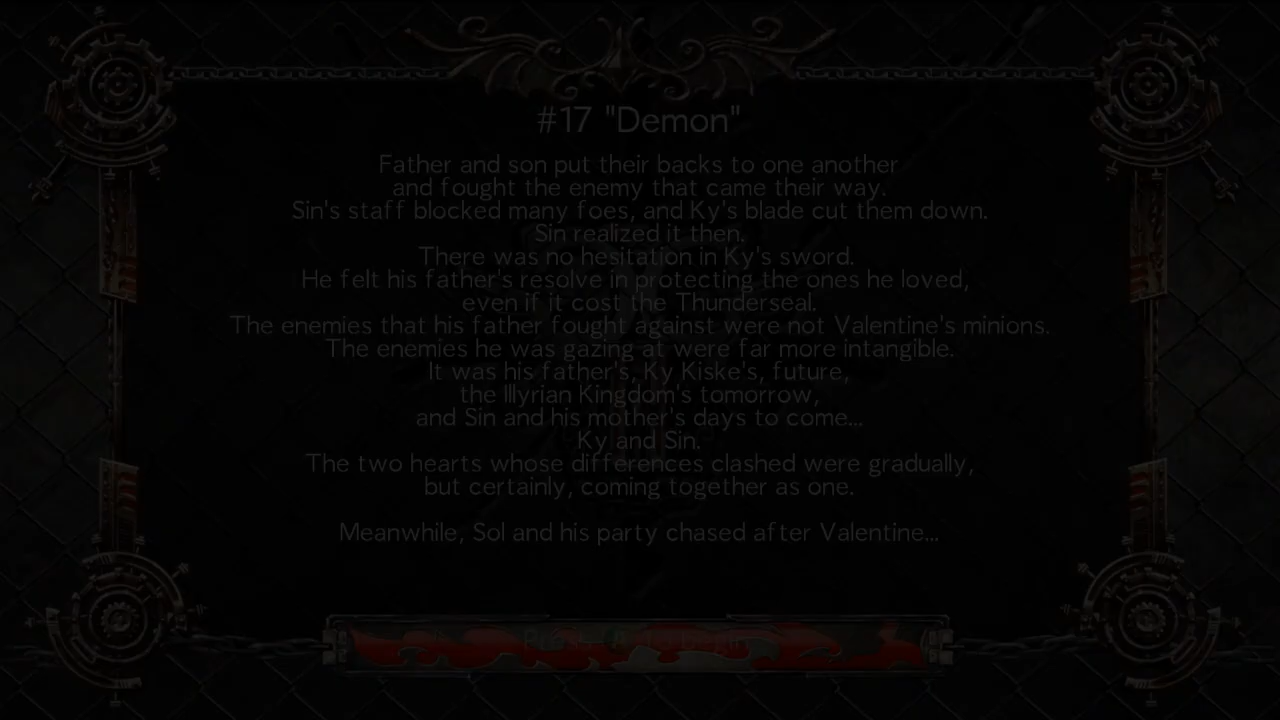 #17 "Demon"
Father and son put their backs to one another
and fought the enemy that came their way.
Sin's staff blocked many foes, and Ky's blade cut them down.
Sin realized it then.
There was no hesitation in Ky's sword.
He felt his father's resolve in protecting the ones he loved,
even if it cost the Thunderseal.
The enemies that his father fought against were not Valentine's minions.
The enemies he was gazing at were far more intangible.
It was his father's, Ky Kiske's, future,
the Illyrian Kingdom's tomorrow,
and Sin and his mother's days to come...
Ky and Sin.
The two hearts whose differences clashed were gradually,
but certainly, coming together as one.
Meanwhile, Sol and his party chased after Valentine...